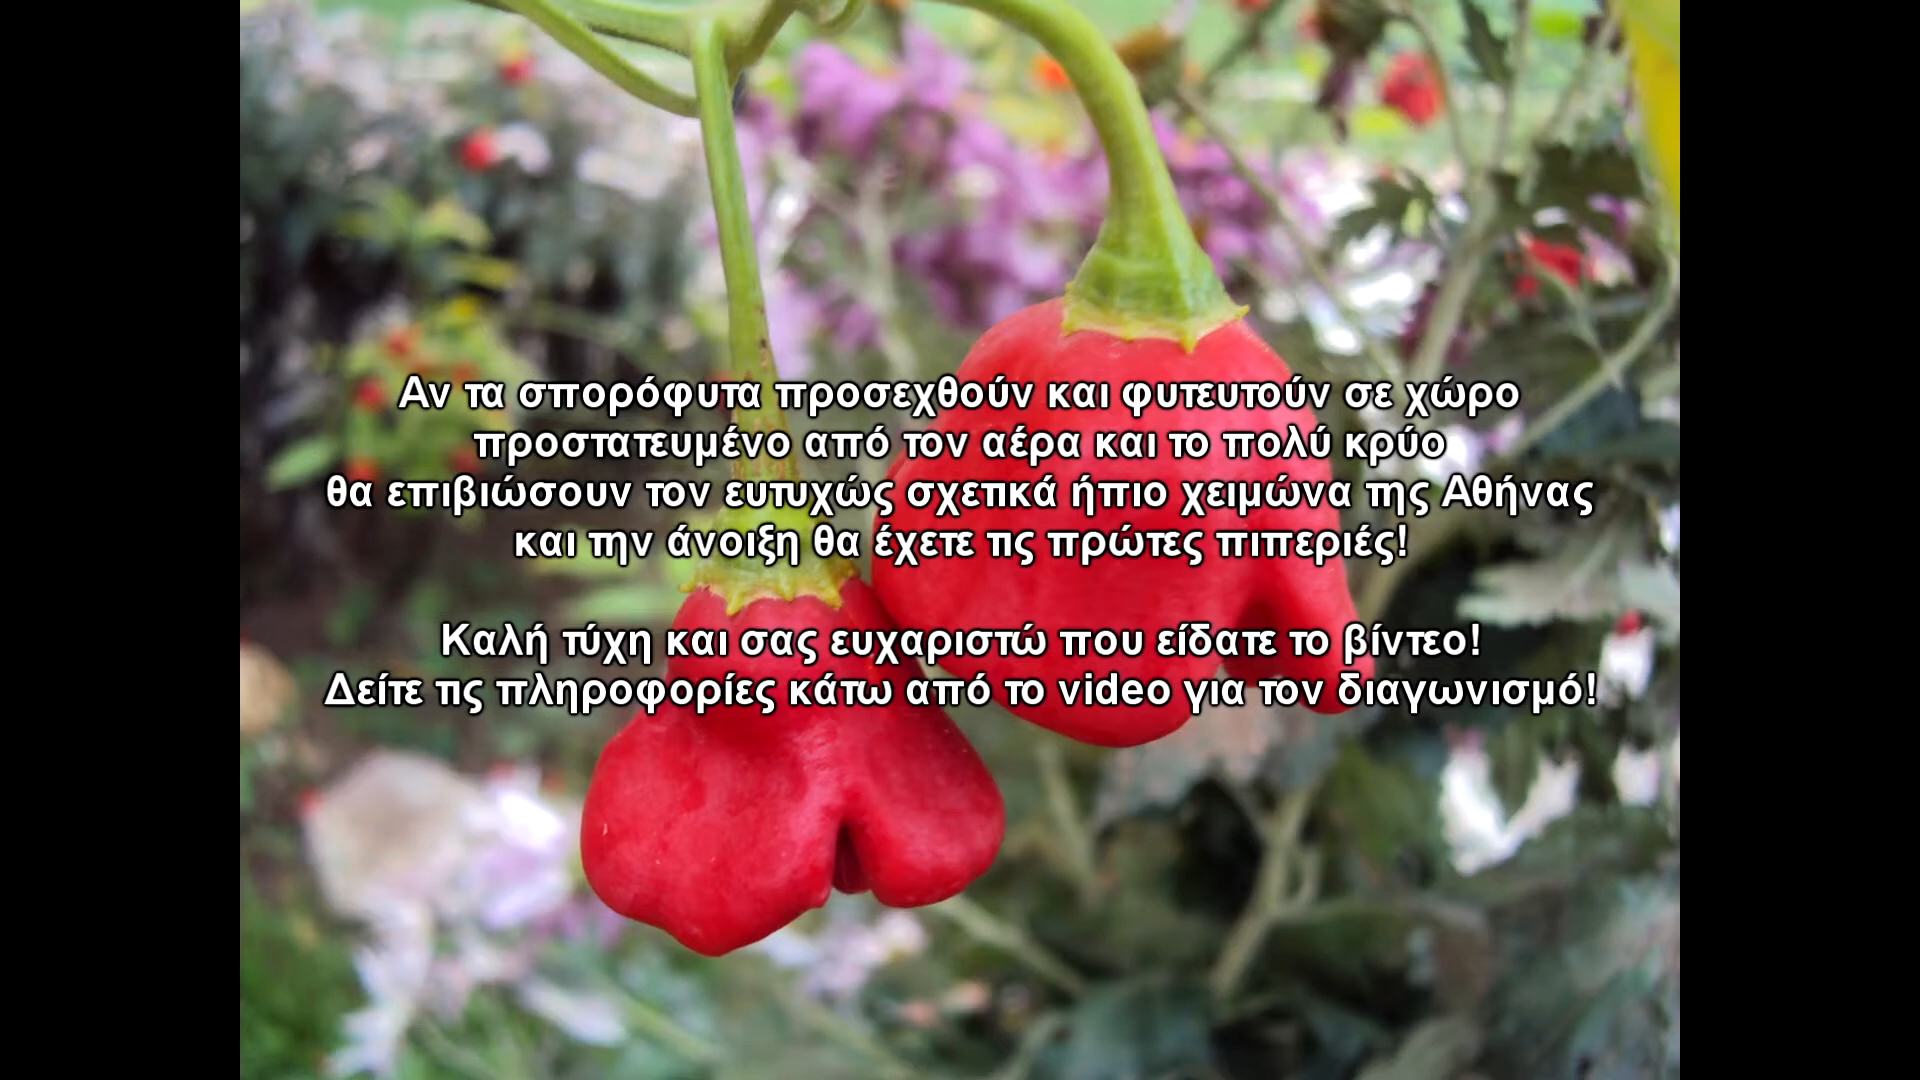 Αν τα σπορόφυτα προσεχθούν και φυτευτούν σε χώρο
προστατευμένο από τον αέρα και το πολύ κρύο
θα επιβιώσουν τον ευτυχώς σχετικά ήπιο χειμώνα της Αθήνας
και την άνοιξη θα έχετε τις πρώτες πιπεριές!
Καλή τύχη και σας ευχαριστώ που είδατε το βίντεο!
Δείτε τις πληροφορίες κάτω από το video για τον διαγωνισμό!